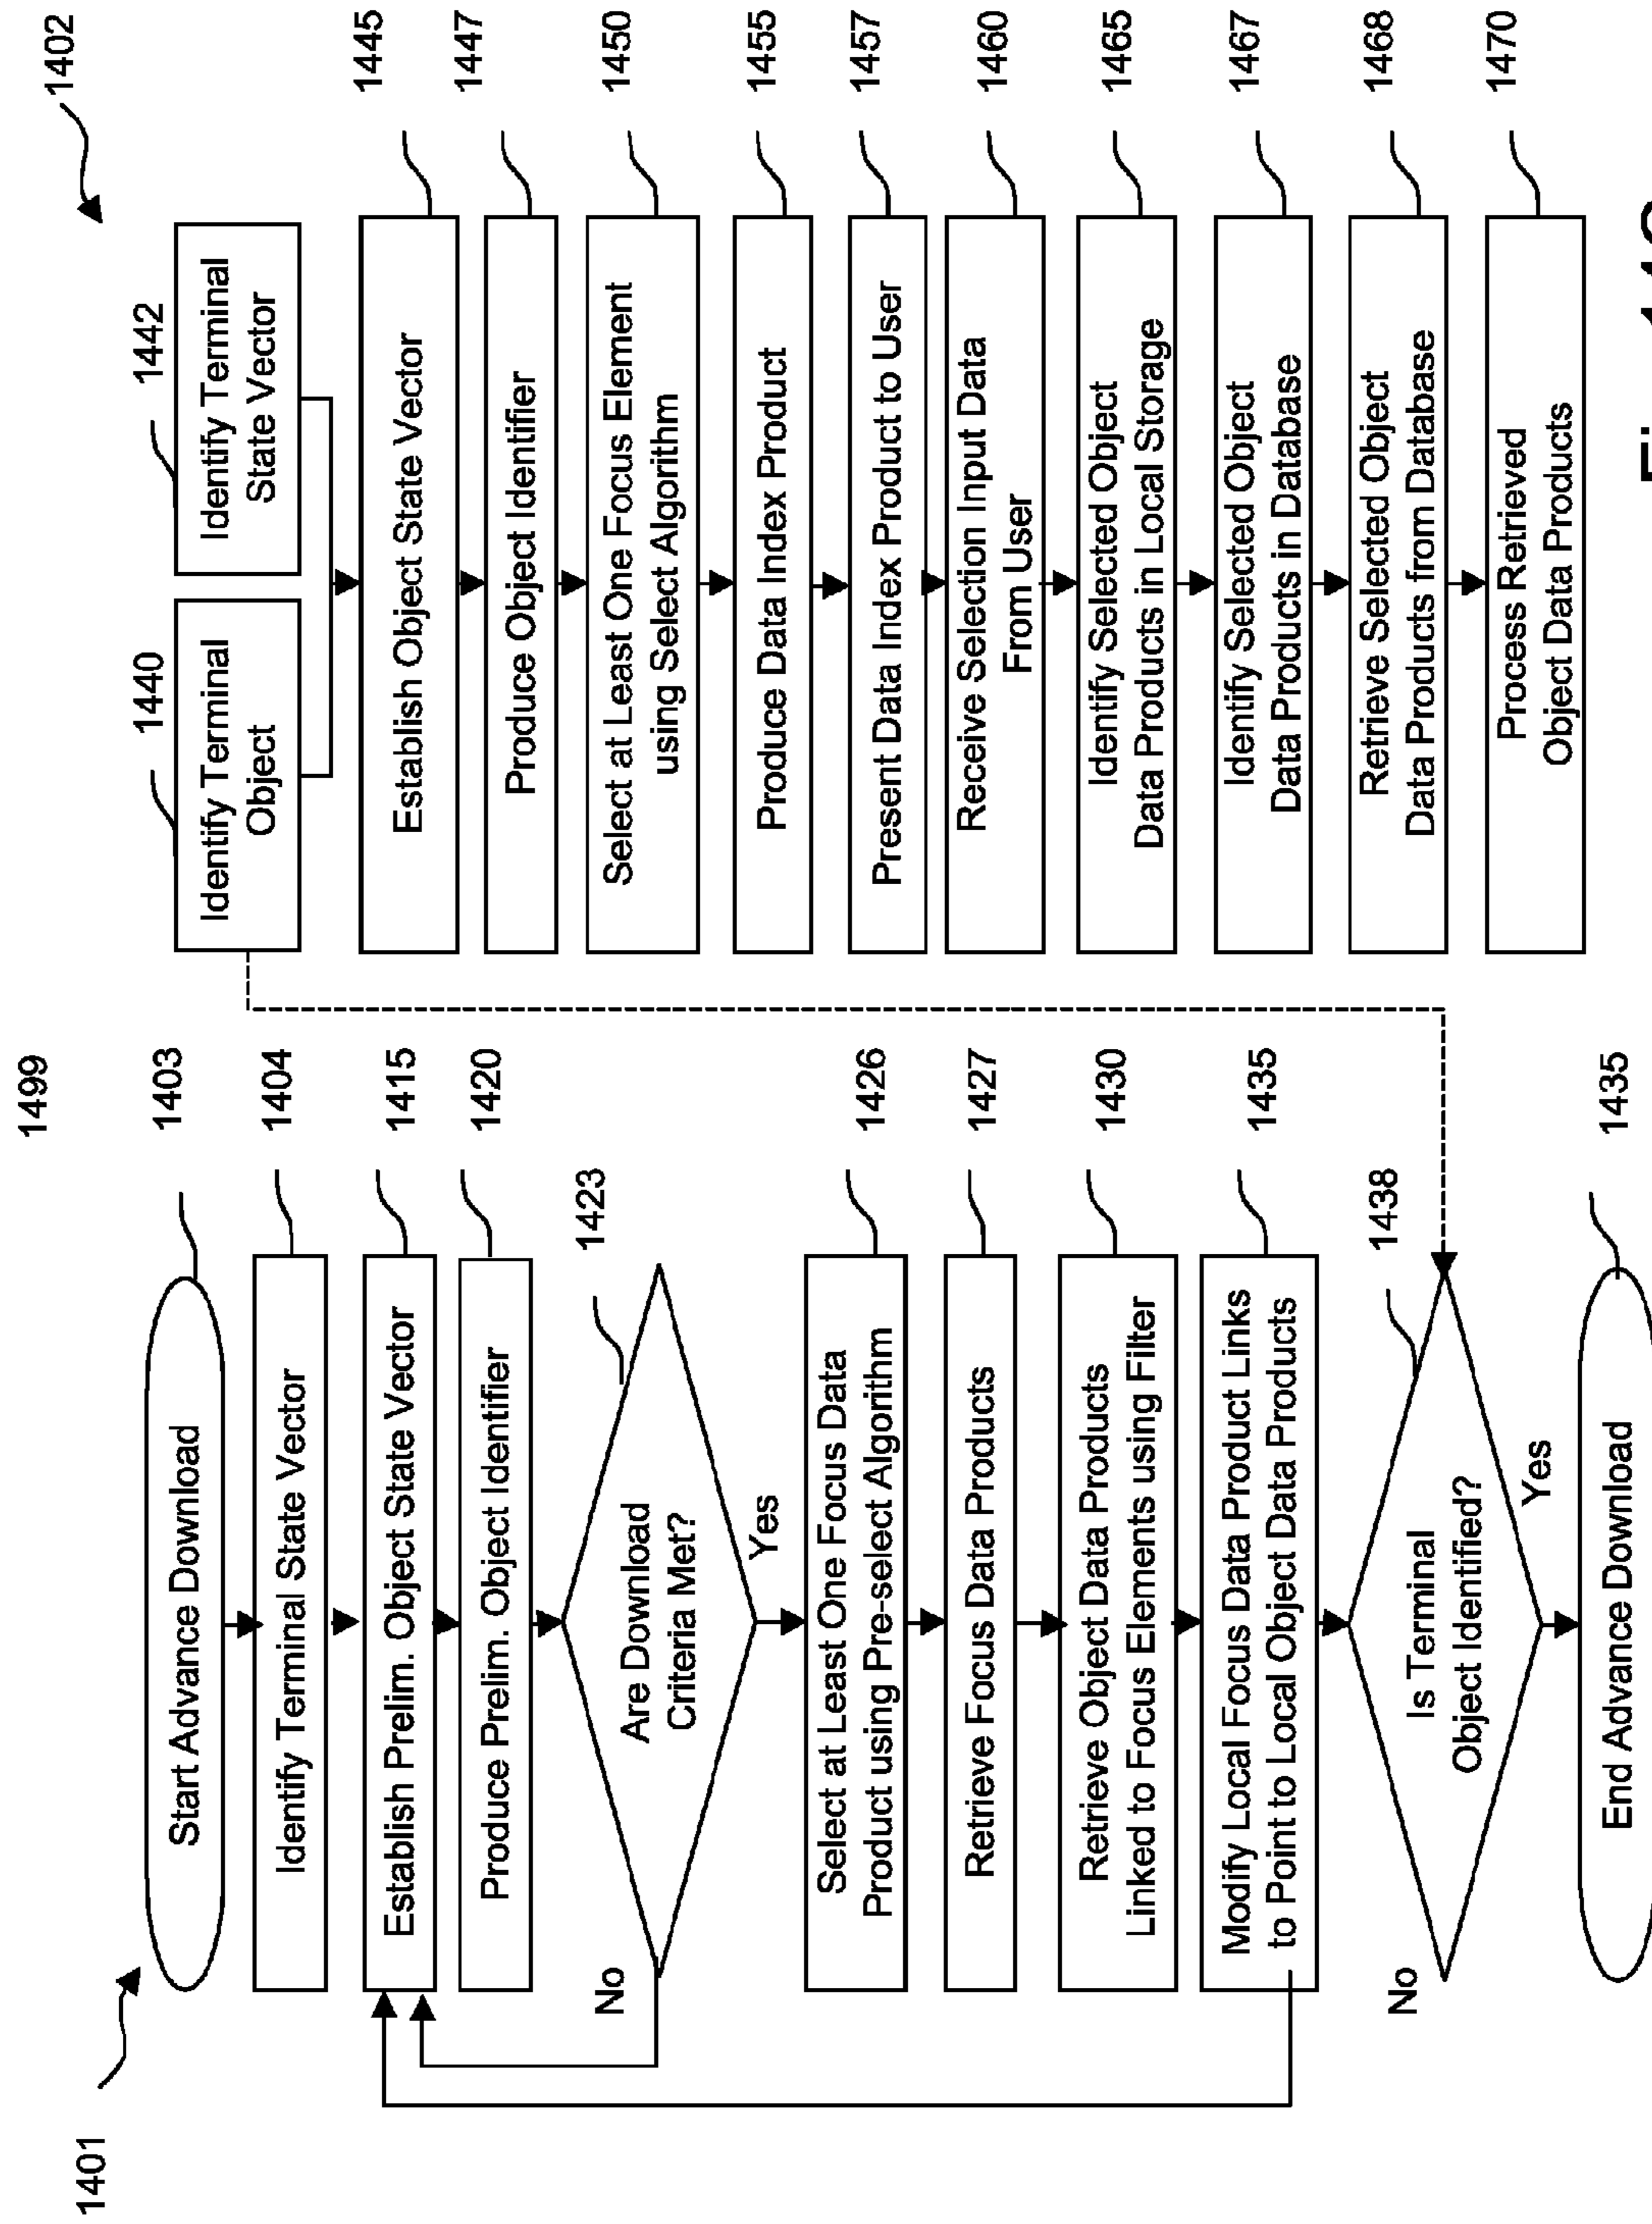 1499
1401
Start Advance Download
1403
Identify Terminal State Vector
1404
Establish Prelim. Object State Vector
1415
Produce Prelim. Object Identifier
1420
Are Download
Criteria Met?
1423
No
Yes
Select at Least One Focus Data
Product using Pre-select Algorithm
1426
Retrieve Focus Data Products
1427
Retrieve Object Data Products
Linked to Focus Elements using Filter
1430
Modify Local Focus Data Product Links
to Point to Local Object Data Products
1435
Is Terminal
Object Identified?
1438
No
Yes
End Advance Download
1435
1402
1440
Identify Terminal
Object
1442
Identify Terminal
State Vector
Establish Object State Vector
1445
Produce Object Identifier
1447
Select at Least One Focus Element
using Select Algorithm
1450
Produce Data Index Product
1455
Present Data Index Product to User
1457
Receive Selection Input Data
From User
1460
Identify Selected Object
Data Products in Local Storage
1465
Identify Selected Object
Data Products in Database
1467
Retrieve Selected Object
Data Products from Database
1468
Process Retrieved
Object Data Products
1470